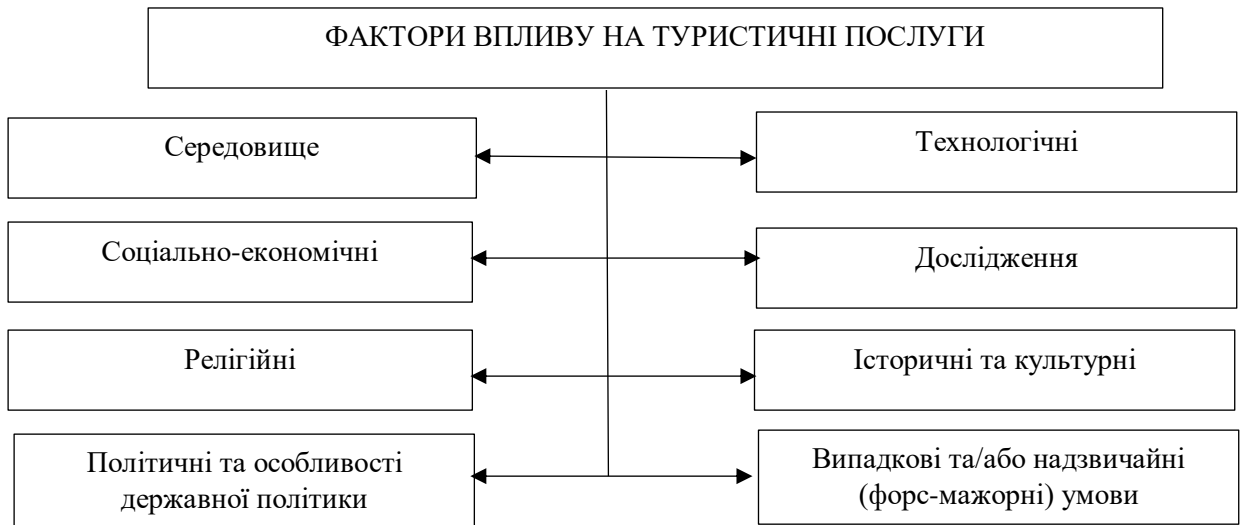 ФАКТОРИ ВПЛИВУ НА ТУРИСТИЧНІ ПОСЛУГИ
Середовище
Технологічні
Соціально-економічні
Дослідження
Релігійні
Історичні та культурні
Політичні та особливості
державної політики
Випадкові та/або надзвичайні
(форс-мажорні) умови